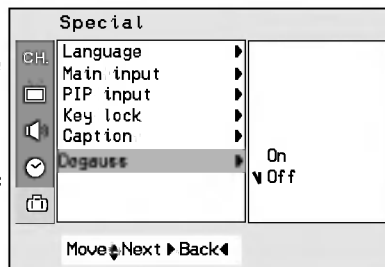 Special
CH.
Language
Main input
PIP input
Key lock
Caption
Degauss
On
Off
Move Next Back